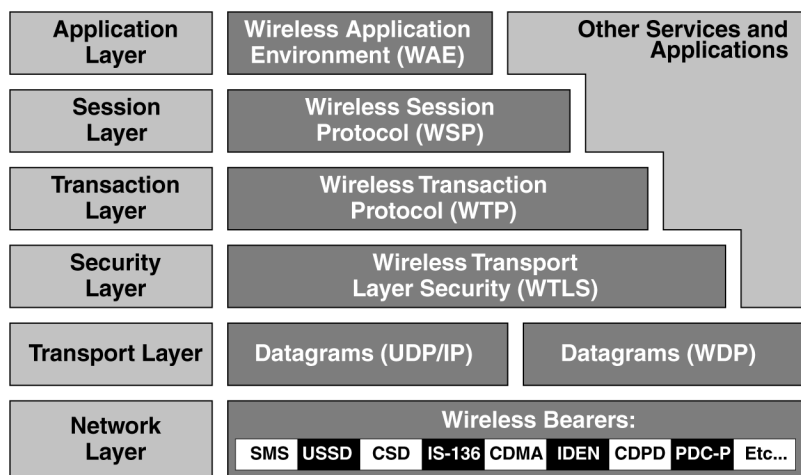 Application
Layer
Wireless Application
Environment (WAE)
Other Services and
Applications
Session
Layer
Wireless Session
Protocol (WSP)
Transaction
Layer
Wireless Transaction
Protocol (WTP)
Security
Layer
Wireless Transport
Layer Security (WTLS)
Transport Layer
Datagrams (UDP/IP)
Datagrams (WDP)
Network
Layer
Wireless Bearers:
SMS USSD CSD IS-136 CDMA IDEN CDPD PDC-P Etc...